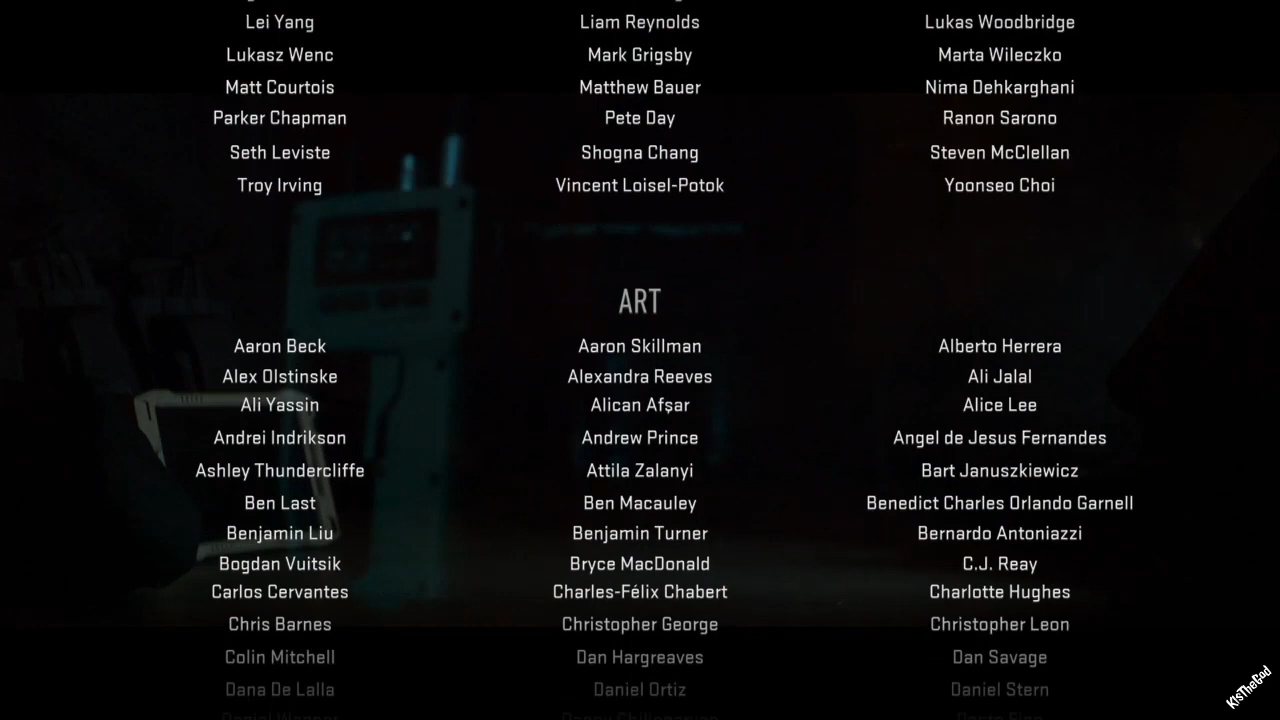 Lei Yang Liam Reynolds Lukas Woodbridge
Lukasz Wenc Mark Grigsby Marta Wileczko
Matt Courtois Matthew Bauer Nima Dehkarghani
Parker Chapman Pete Day Ranon Sarono
Seth Leviste Shogna Chang Steven McClellan
Troy Irving Vincent Loisel-Potok Yoonseo Choi
ART
Aaron Beck Aaron Skillman Alberto Herrera
Alex Olstinske Alexandra Reeves Ali Jalal
Ali Yassin Alican Afşar Alice Lee
Andrei Indrikson Andrew Prince Angel de Jesus Fernandes
Ashley Thundercliffe Attila Zalanyi Bart Januszkiewicz
Ben Last Ben Macauley Benedict Charles Orlando Garnell
Benjamin Liu Benjamin Turner Bernardo Antoniazzi
Bogdan Vuitsik Bryce MacDonald C.J. Reay
Carlos Cervantes Charles-Félix Chabert Charlotte Hughes
Chris Barnes Christopher George Christopher Leon
Colin Mitchell Dan Hargreaves Dan Savage
Dana De Lalla Daniel Ortiz Daniel Stern
KIsTheGod